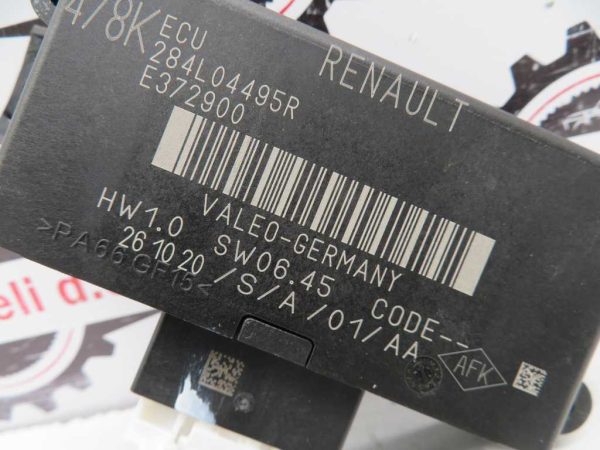 4/8K ECU RENAULT
284L04495R
E372900
VALEO-GERMANY
HW1.0 SW06.45 CODE--
26.10.20 /S/A/01/AA
>PA66 GF15<
AFK
eli d.